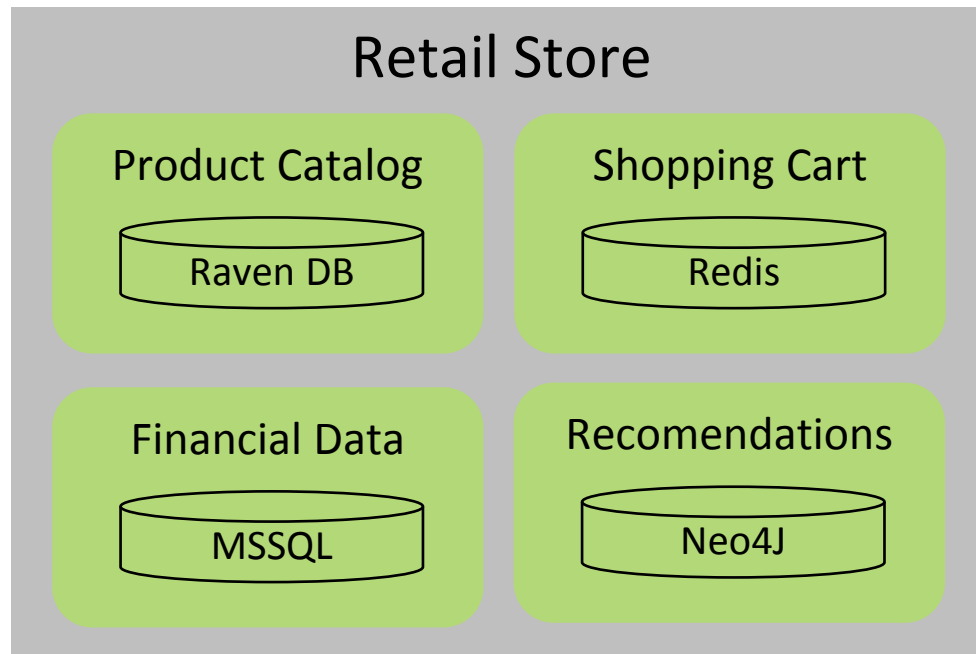 Retail Store
Product Catalog
Raven DB
Shopping Cart
Redis
Financial Data
MSSQL
Recomendations
Neo4J